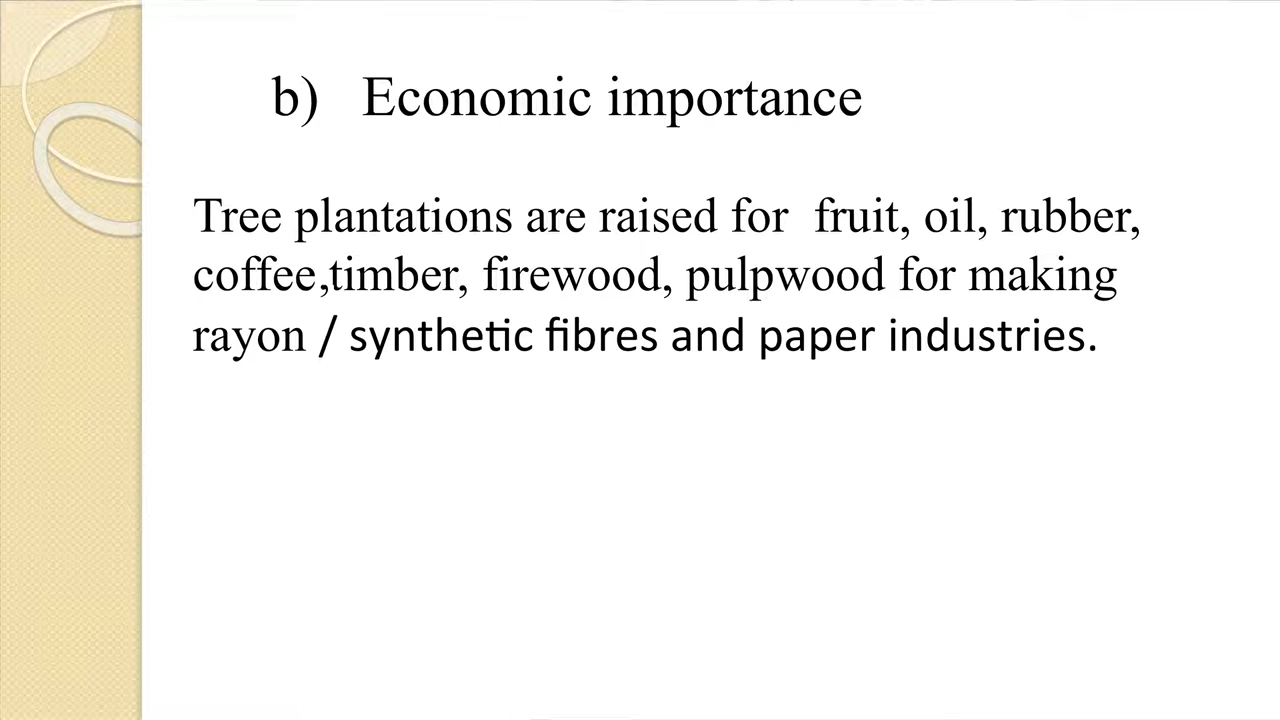 b) Economic importance
Tree plantations are raised for fruit, oil, rubber,
coffee,timber, firewood, pulpwood for making
rayon / synthetic fibres and paper industries.